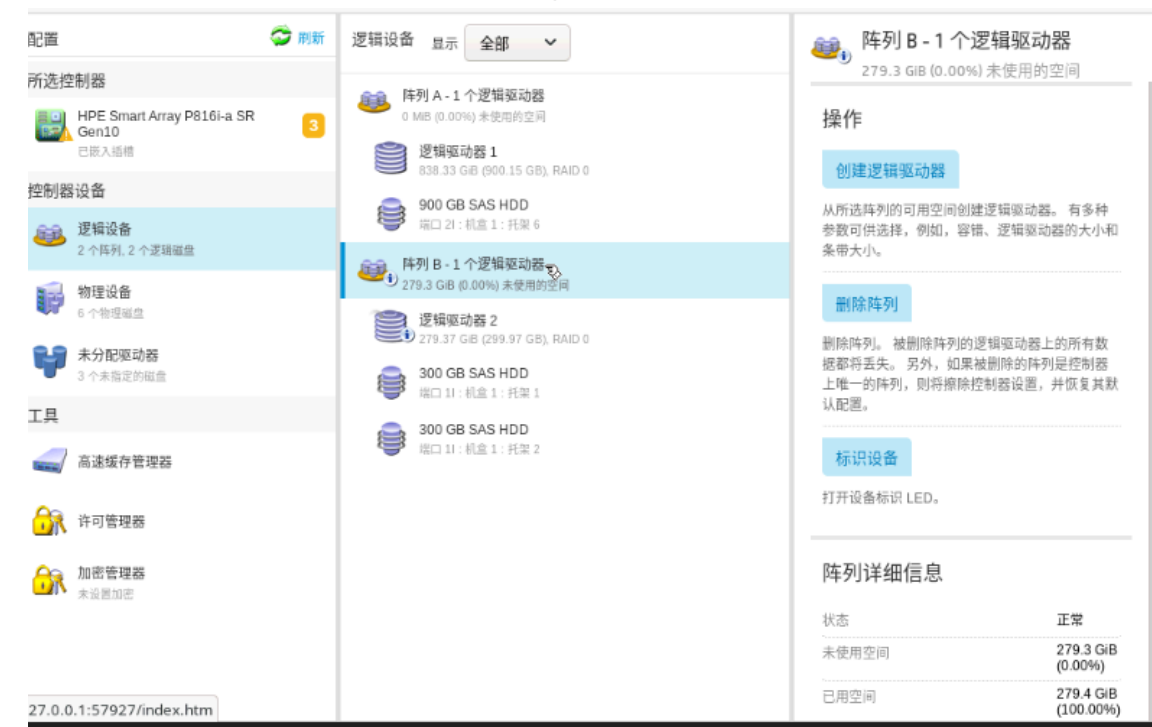 配置
刷新
所选控制器
HPE Smart Array P816i-a SR
Gen10
已嵌入插槽
3
控制器设备
逻辑设备
2 个阵列, 2 个逻辑磁盘
物理设备
6 个物理磁盘
未分配驱动器
3 个未指定的磁盘
工具
高速缓存管理器
许可管理器
加密管理器
未设置加密
27.0.0.1:57927/index.htm
逻辑设备 显示 全部
阵列 A - 1 个逻辑驱动器
0 MiB (0.00%) 未使用的空间
逻辑驱动器 1
838.33 GiB (900.15 GB), RAID 0
900 GB SAS HDD
端口 2I : 机盒 1 : 托架 6
阵列 B - 1 个逻辑驱动器
279.3 GiB (0.00%) 未使用的空间
逻辑驱动器 2
279.37 GiB (299.97 GB), RAID 0
300 GB SAS HDD
端口 1I : 机盒 1 : 托架 1
300 GB SAS HDD
端口 1I : 机盒 1 : 托架 2
阵列 B - 1 个逻辑驱动器
279.3 GiB (0.00%) 未使用的空间
操作
创建逻辑驱动器
从所选阵列的可用空间创建逻辑驱动器。 有多种
参数可供选择，例如，容错、逻辑驱动器的大小和
条带大小。
删除阵列
删除阵列。 被删除阵列的逻辑驱动器上的所有数
据都将丢失。 另外，如果被删除的阵列是控制器
上唯一的阵列，则将擦除控制器设置，并恢复其默
认配置。
标识设备
打开设备标识 LED。
阵列详细信息
状态 正常
未使用空间 279.3 GiB
(0.00%)
已用空间 279.4 GiB
(100.00%)